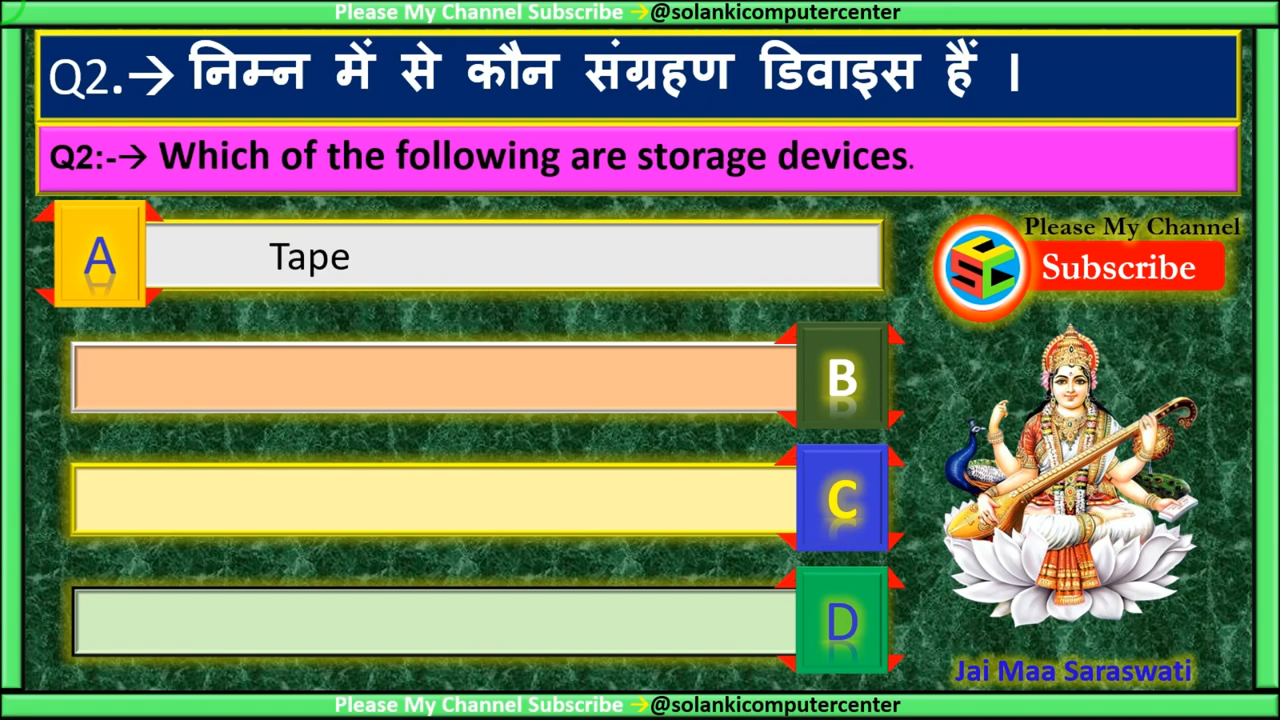 Please My Channel Subscribe →@solankicomputercenter
Q2.→ निम्न में से कौन संग्रहण डिवाइस हैं ।
Q2:-→ Which of the following are storage devices.
A Tape
Please My Channel
Subscribe
B
C
D
Jai Maa Saraswati
Please My Channel Subscribe →@solankicomputercenter